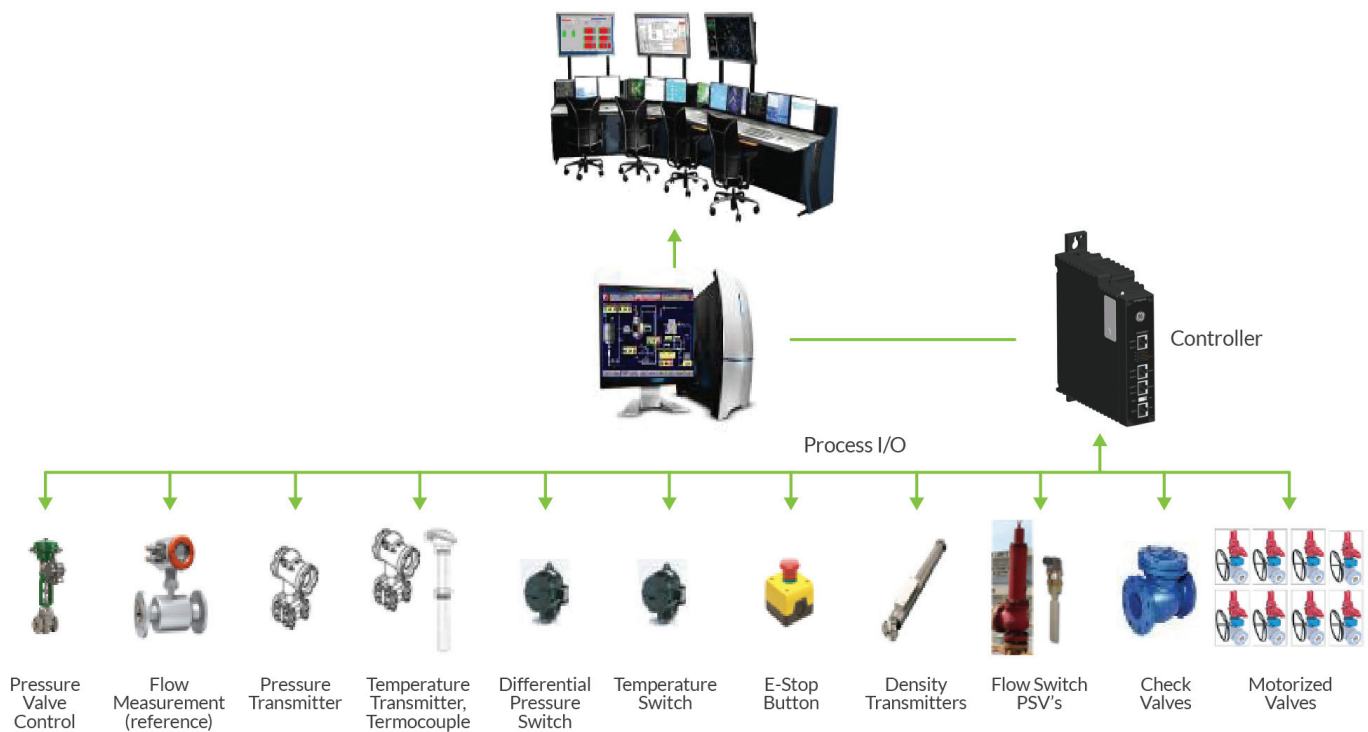 Controller
Process I/O
Pressure
Valve
Control
Flow
Measurement
(reference)
Pressure
Transmitter
Temperature
Transmitter,
Termocouple
Differential
Pressure
Switch
Temperature
Switch
E-Stop
Button
Density
Transmitters
Flow Switch
PSV's
Check
Valves
Motorized
Valves